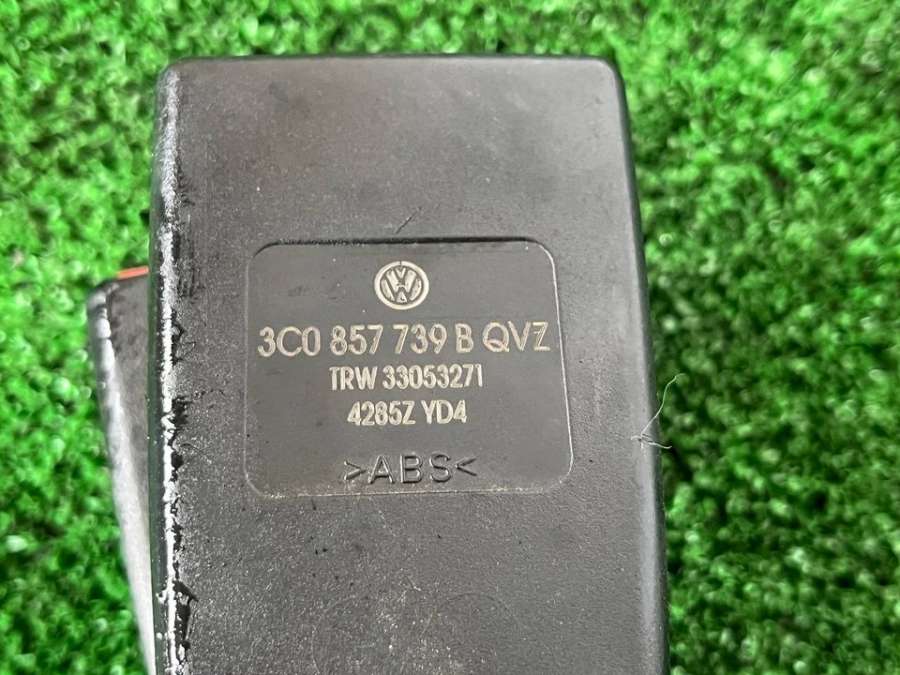 3C0 857 739 B QVZ
TRW 33053271
4265Z YD4
>ABS<